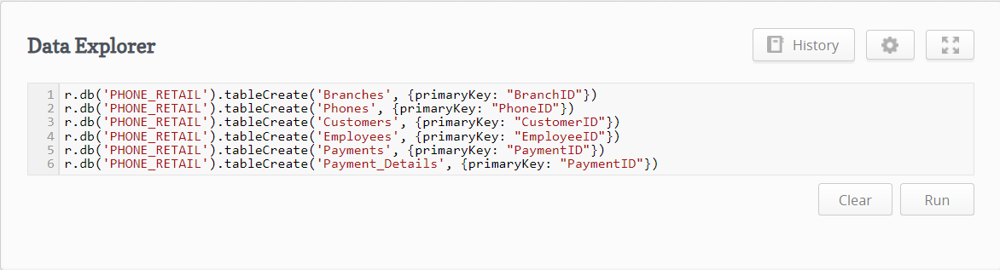 Data Explorer
History
1 r.db('PHONE_RETAIL').tableCreate('Branches', {primaryKey: "BranchID"})
2 r.db('PHONE_RETAIL').tableCreate('Phones', {primaryKey: "PhoneID"})
3 r.db('PHONE_RETAIL').tableCreate('Customers', {primaryKey: "CustomerID"})
4 r.db('PHONE_RETAIL').tableCreate('Employees', {primaryKey: "EmployeeID"})
5 r.db('PHONE_RETAIL').tableCreate('Payments', {primaryKey: "PaymentID"})
6 r.db('PHONE_RETAIL').tableCreate('Payment_Details', {primaryKey: "PaymentID"})
Clear
Run